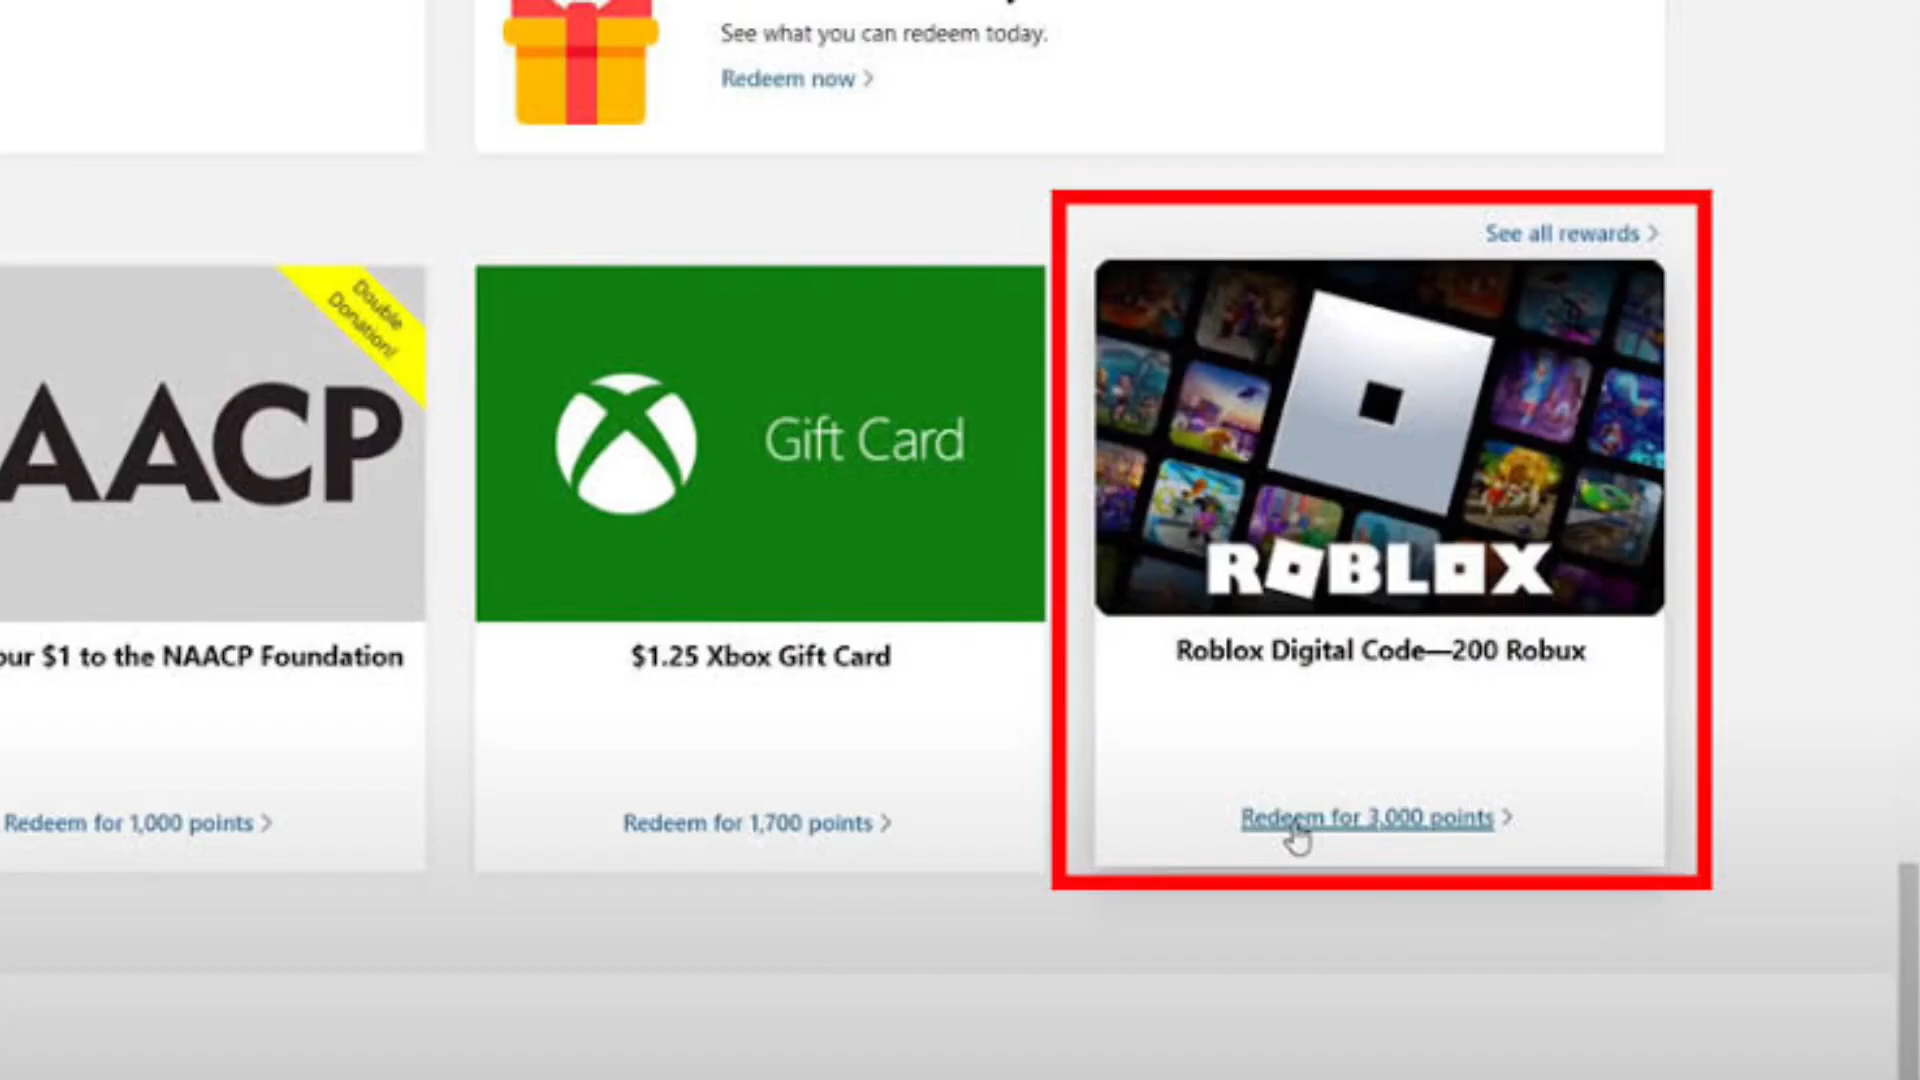 See what you can redeem today.
Redeem now >
See all rewards >
Double
Donation!
AACP
Gift Card
ROBLOX
our $1 to the NAACP Foundation
$1.25 Xbox Gift Card
Roblox Digital Code—200 Robux
Redeem for 1,000 points >
Redeem for 1,700 points >
Redeem for 3,000 points >